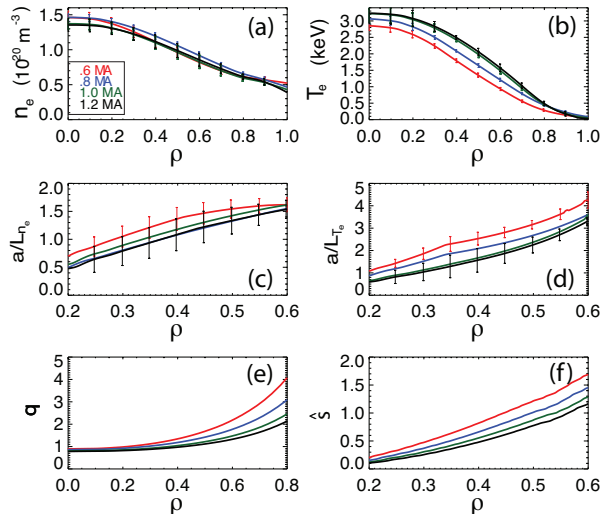 (a)
n_e (10^20 m^-3)
1.5
1.0
0.5
0.0
.6 MA
.8 MA
1.0 MA
1.2 MA
0.0 0.2 0.4 0.6 0.8 1.0
ρ
(b)
T_e (keV)
3.0
2.5
2.0
1.5
1.0
0.5
0.0
0.0 0.2 0.4 0.6 0.8 1.0
ρ
(c)
a/L_n_e
2.0
1.5
1.0
0.5
0.0
0.2 0.3 0.4 0.5 0.6
ρ
(d)
a/L_T_e
5
4
3
2
1
0
0.2 0.3 0.4 0.5 0.6
ρ
(e)
q
5
4
3
2
1
0.0 0.2 0.4 0.6 0.8
ρ
(f)
ŝ
2.0
1.5
1.0
0.5
0.0
0.2 0.3 0.4 0.5 0.6
ρ